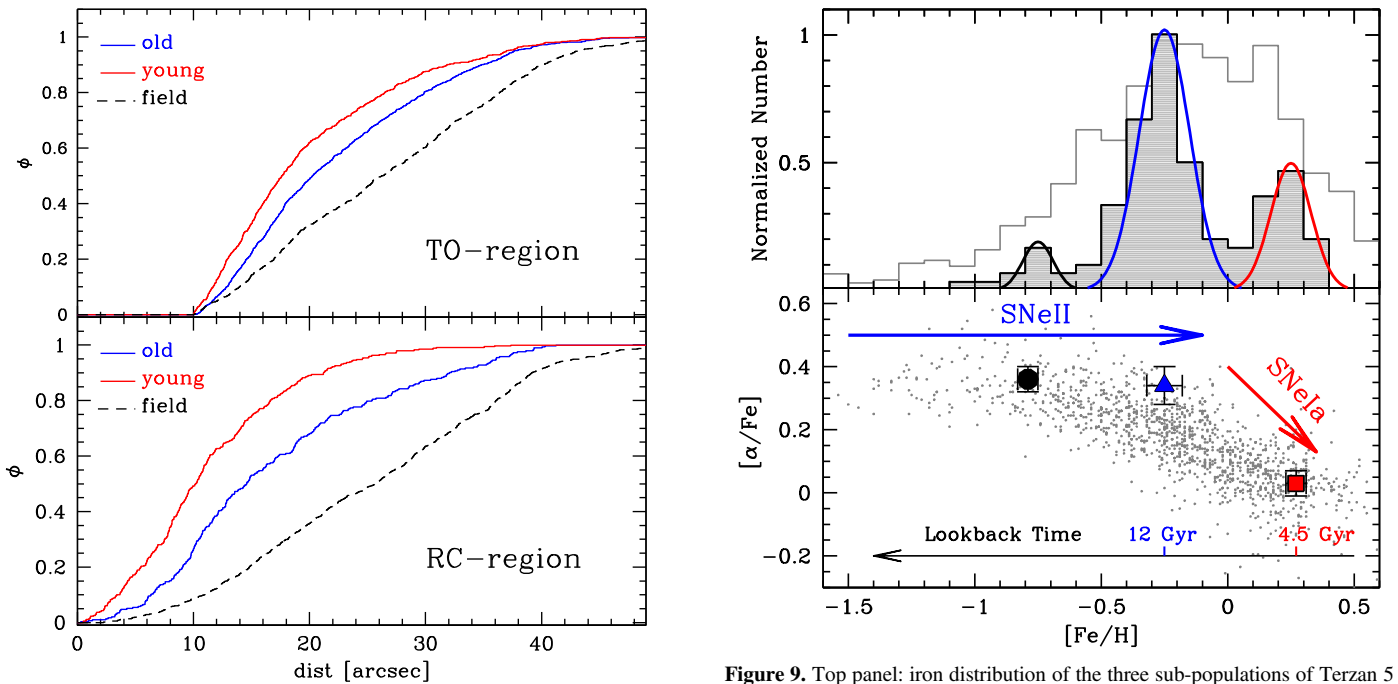 1
0.8
0.6
0.4
0.2
0
ϕ
old
young
field
TO-region
1
0.8
0.6
0.4
0.2
0
ϕ
old
young
field
RC-region
0
10
20
30
40
dist [arcsec]
1
0.5
Normalized Number
0.6
0.4
0.2
0
-0.2
[α/Fe]
SNeII
SNeIa
Lookback Time
12 Gyr
4.5 Gyr
-1.5
-1
-0.5
0
0.5
[Fe/H]
Figure 9. Top panel: iron distribution of the three sub-populations of Terzan 5